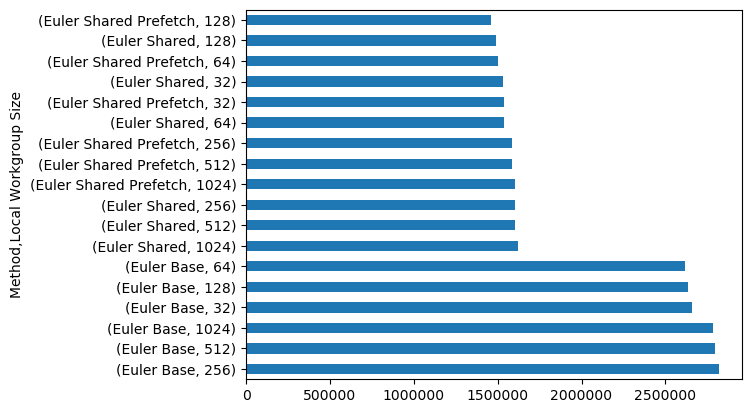 (Euler Shared Prefetch, 128)
(Euler Shared, 128)
(Euler Shared Prefetch, 64)
(Euler Shared, 32)
(Euler Shared Prefetch, 32)
(Euler Shared, 64)
(Euler Shared Prefetch, 256)
(Euler Shared Prefetch, 512)
(Euler Shared Prefetch, 1024)
(Euler Shared, 256)
(Euler Shared, 512)
(Euler Shared, 1024)
(Euler Base, 64)
(Euler Base, 128)
(Euler Base, 32)
(Euler Base, 1024)
(Euler Base, 512)
(Euler Base, 256)
Method,Local Workgroup Size
0 500000 1000000 1500000 2000000 2500000